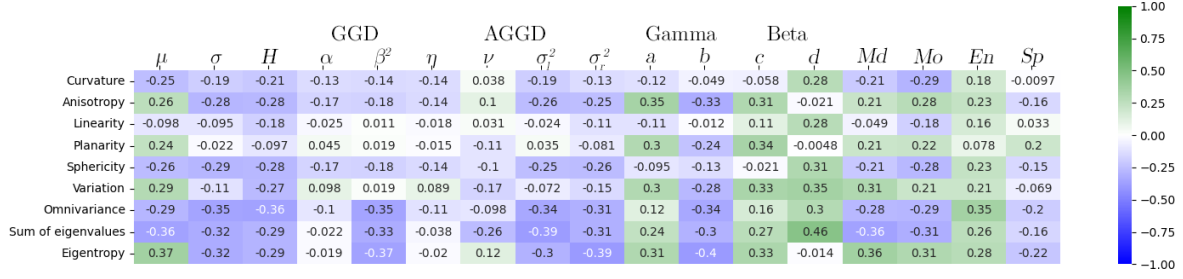 GGD AGGD Gamma Beta
μ σ H α β² η ν σ_l² σ_r² a b c d Md Mo En Sp
Curvature -0.25 -0.19 -0.21 -0.13 -0.14 -0.14 0.038 -0.19 -0.13 -0.12 -0.049 -0.058 0.28 -0.21 -0.29 0.18 -0.0097
Anisotropy 0.26 -0.28 -0.28 -0.17 -0.18 -0.14 0.1 -0.26 -0.25 0.35 -0.33 0.31 -0.021 0.21 0.28 0.23 -0.16
Linearity -0.098 -0.095 -0.18 -0.025 0.011 -0.018 0.031 -0.024 -0.11 -0.11 -0.012 0.11 0.28 -0.049 -0.18 0.16 0.033
Planarity 0.24 -0.022 -0.097 0.045 0.019 -0.015 -0.11 0.035 -0.081 0.3 -0.24 0.34 -0.0048 0.21 0.22 0.078 0.2
Sphericity -0.26 -0.29 -0.28 -0.17 -0.18 -0.14 -0.1 -0.25 -0.26 -0.095 -0.13 -0.021 0.31 -0.21 -0.28 0.23 -0.15
Variation 0.29 -0.11 -0.27 0.098 0.019 0.089 -0.17 -0.072 -0.15 0.3 -0.28 0.33 0.35 0.31 0.21 0.21 -0.069
Omnivariance -0.29 -0.35 -0.36 -0.1 -0.35 -0.11 -0.098 -0.34 -0.31 0.12 -0.34 0.16 0.3 -0.28 -0.29 0.35 -0.2
Sum of eigenvalues -0.36 -0.32 -0.29 -0.022 -0.33 -0.038 -0.26 -0.39 -0.31 0.24 -0.3 0.27 0.46 -0.36 -0.31 0.26 -0.16
Eigentropy 0.37 -0.32 -0.29 -0.019 -0.37 -0.02 0.12 -0.3 -0.39 0.31 -0.4 0.33 -0.014 0.36 0.31 0.28 -0.22
1.00
0.75
0.50
0.25
0.00
-0.25
-0.50
-0.75
-1.00